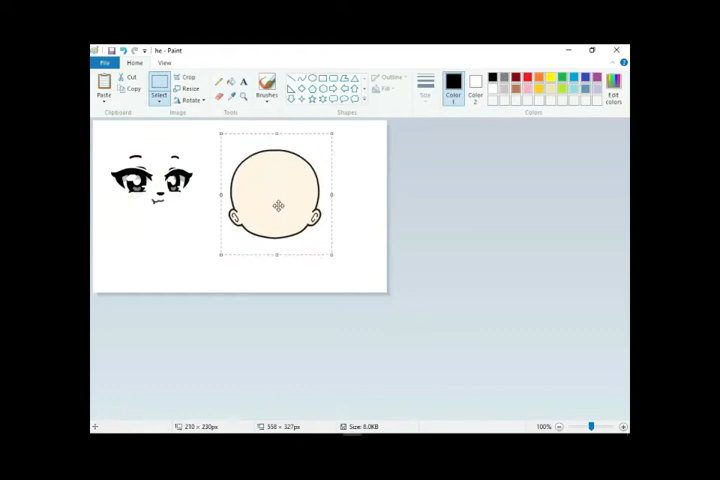 he - Paint
File Home View
Paste Cut Copy Select Crop Resize Rotate Brushes Outline Fill Size Color 1 Color 2 Edit colors
Clipboard Image Tools Shapes Colors
210 × 230px 558 × 327px Size: 8.0KB 100%